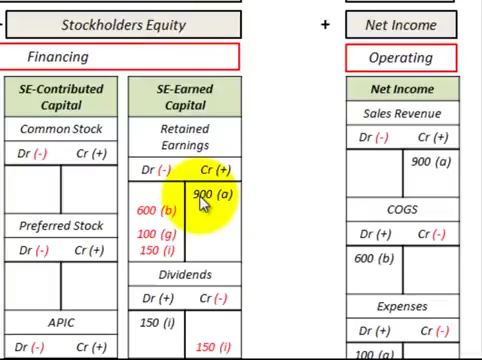 Stockholders Equity
+
Net Income
Financing
Operating
SE-Contributed
Capital
Common Stock
Dr (-) Cr (+)
Preferred Stock
Dr (-) Cr (+)
APIC
Dr (-) Cr (+)
SE-Earned
Capital
Retained
Earnings
Dr (-) Cr (+)
900 (a)
600 (b)
100 (g)
150 (i)
Dividends
Dr (+) Cr (-)
150 (i)
150 (i)
Net Income
Sales Revenue
Dr (-) Cr (+)
900 (a)
COGS
Dr (+) Cr (-)
600 (b)
Expenses
Dr (+) Cr (-)
100 (a)